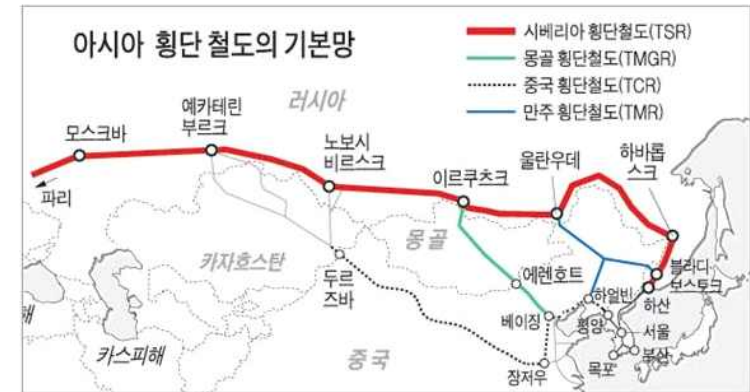 아시아 횡단 철도의 기본망
시베리아 횡단철도(TSR)
몽골 횡단철도(TMGR)
중국 횡단철도(TCR)
만주 횡단철도(TMR)
러시아
예카테린
부르크
모스크바
노보시
비르스크
이르쿠츠크
울란우데
하바롭
스크
파리
몽골
카자흐스탄
두르
즈바
에렌호트
하얼빈
블라디
보스토크
하산
해
카스피해
중국
베이징
평양
서울
장저우
목포
부산